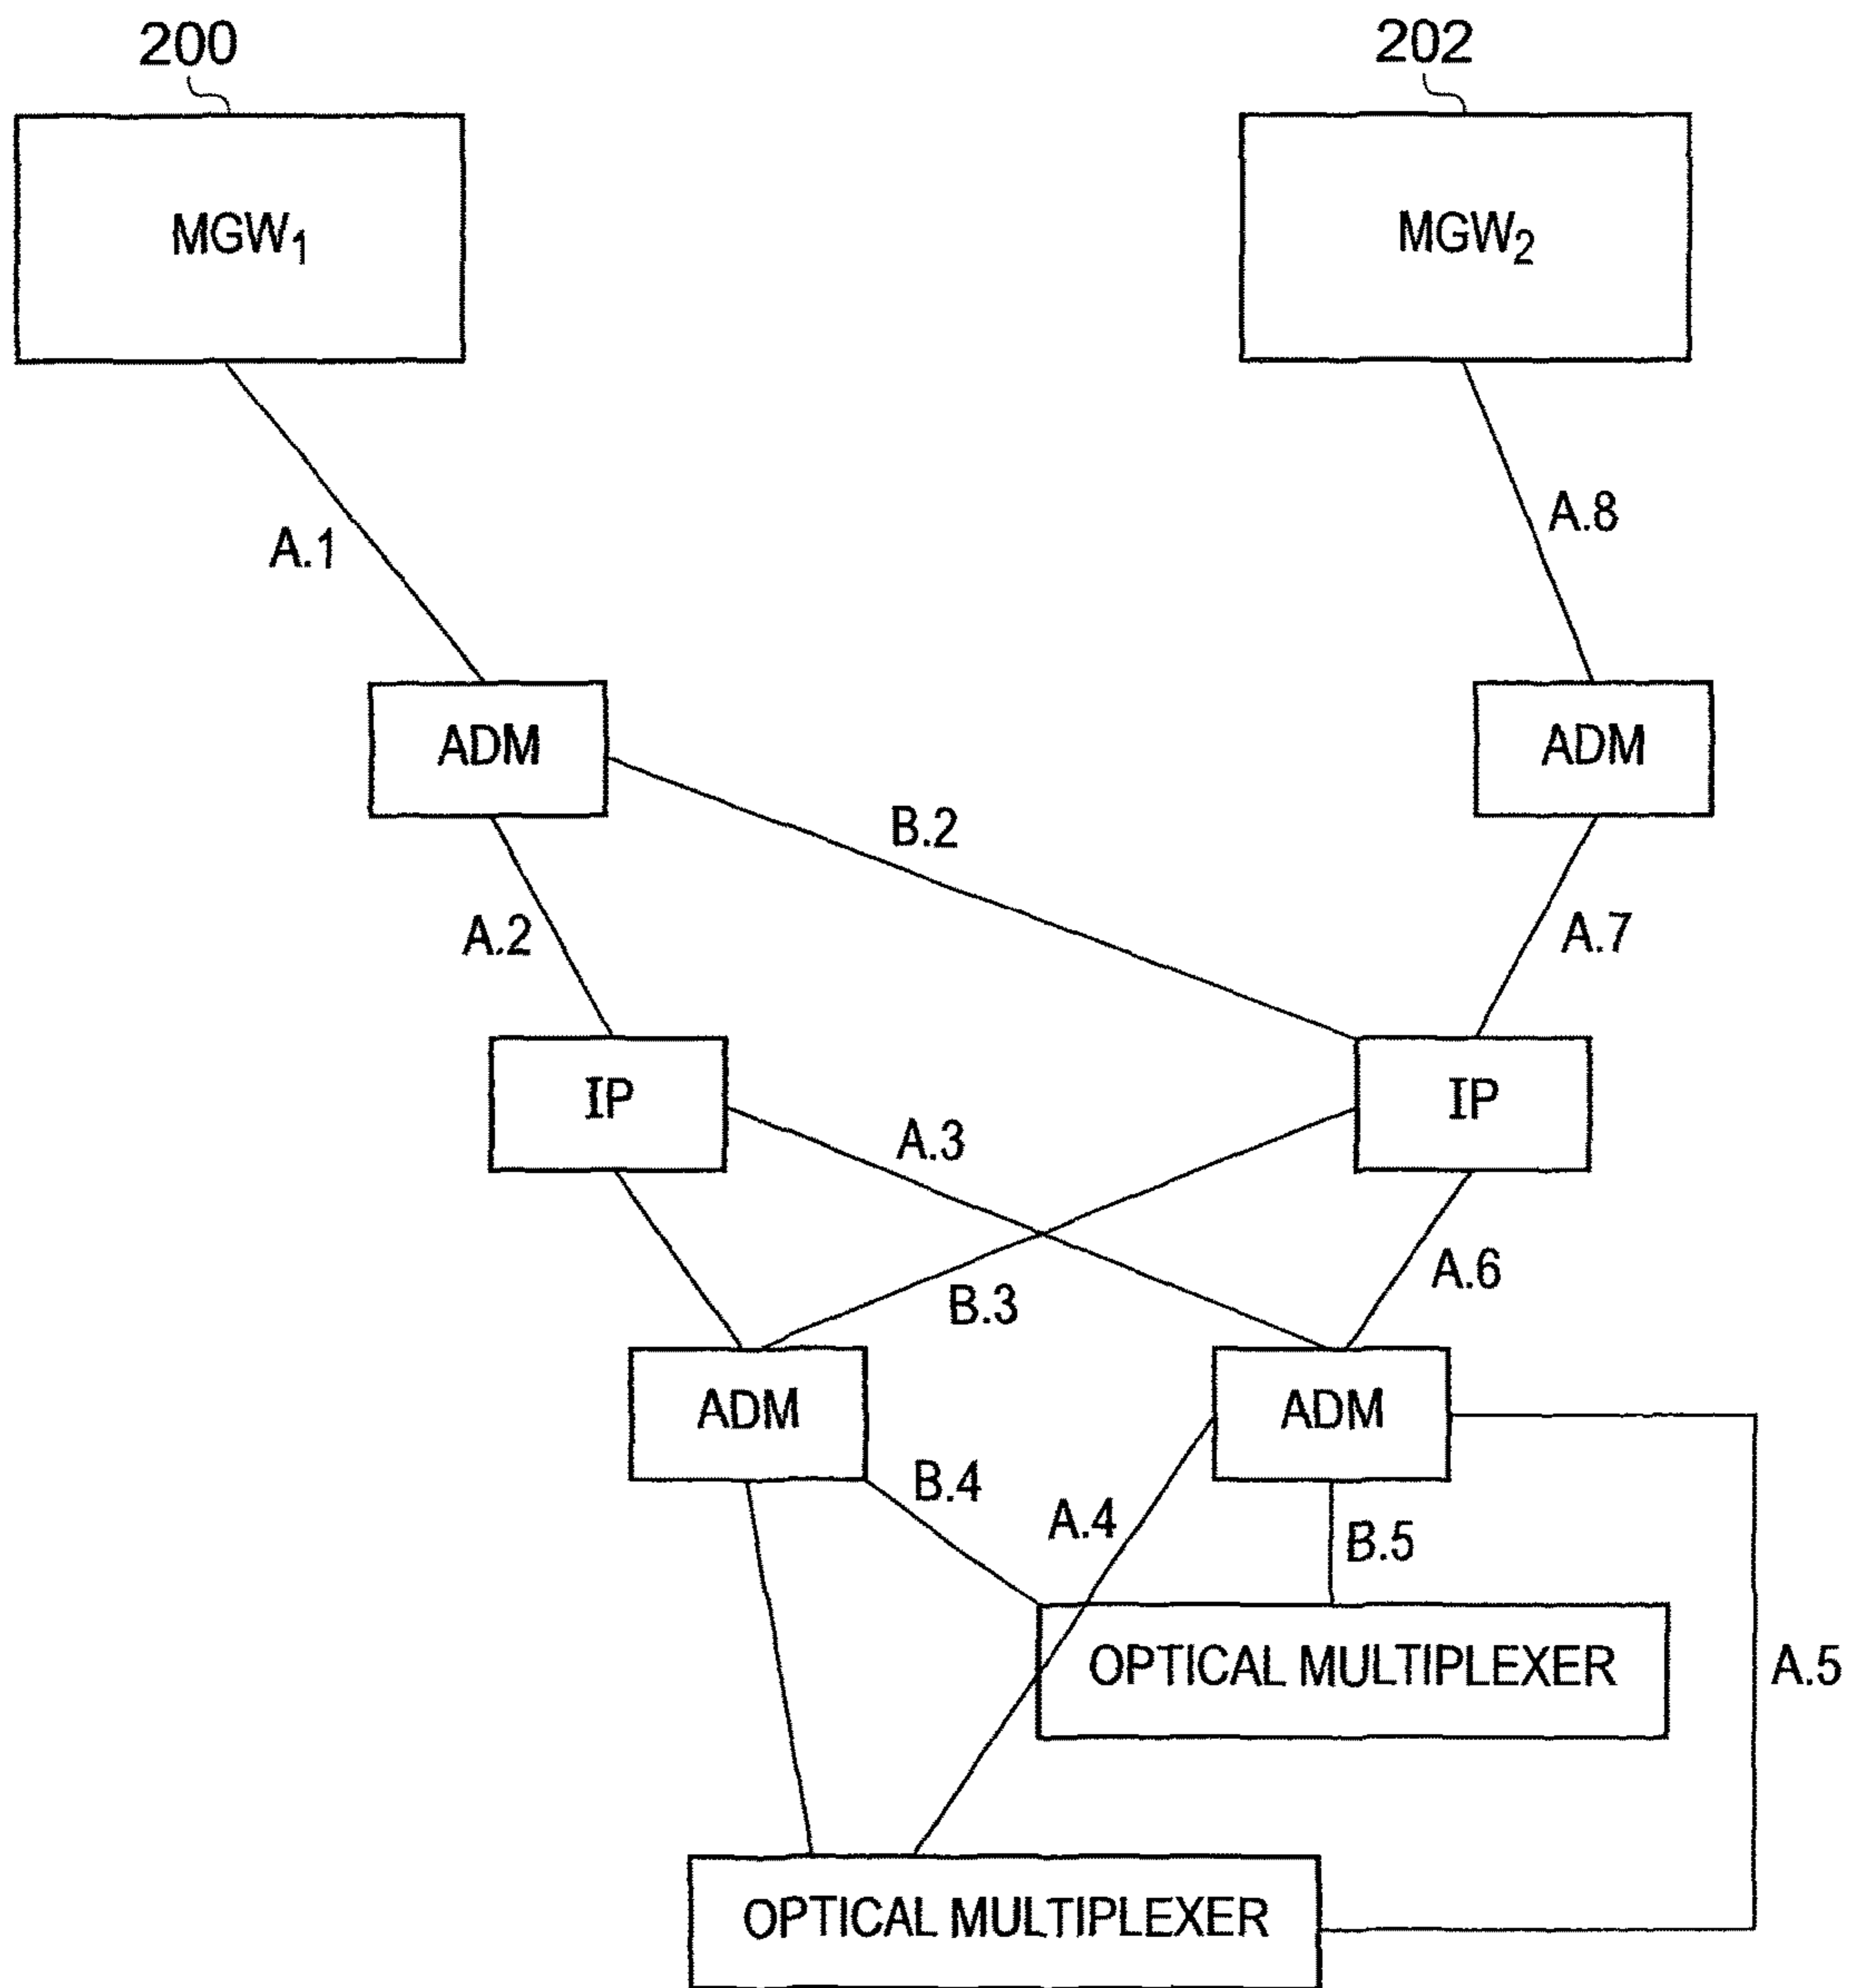 200
202
MGW1
MGW2
A.1
A.8
ADM
ADM
B.2
A.2
A.7
IP
IP
A.3
A.6
B.3
ADM
ADM
B.4
A.4
B.5
OPTICAL MULTIPLEXER
A.5
OPTICAL MULTIPLEXER